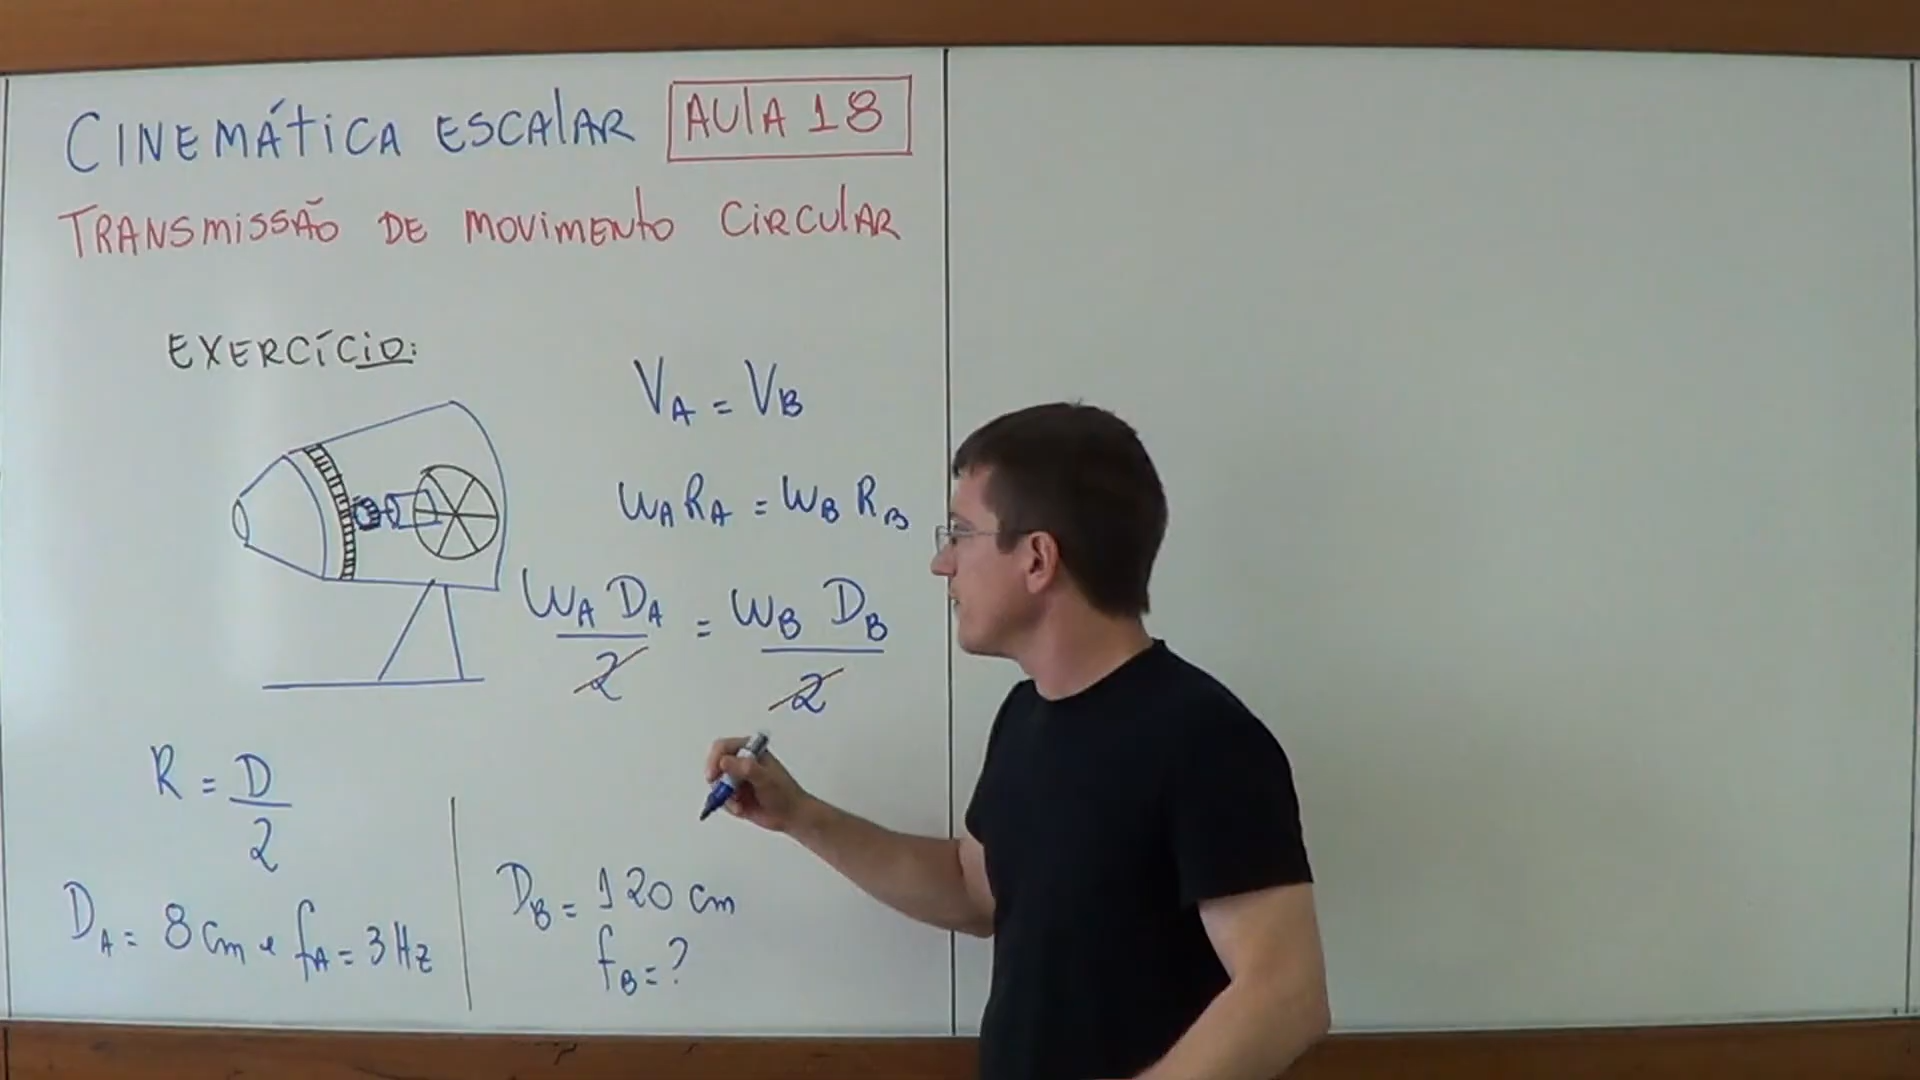 CINEMÁTICA ESCALAR AULA 18
TRANSMISSÃO DE MOVIMENTO CIRCULAR
EXERCÍCIO:
VA = VB
WA RA = WB RB
WA DA / 2 = WB DB / 2
R = D / 2
DA = 8 cm e fA = 3 Hz
DB = 120 cm
fB = ?